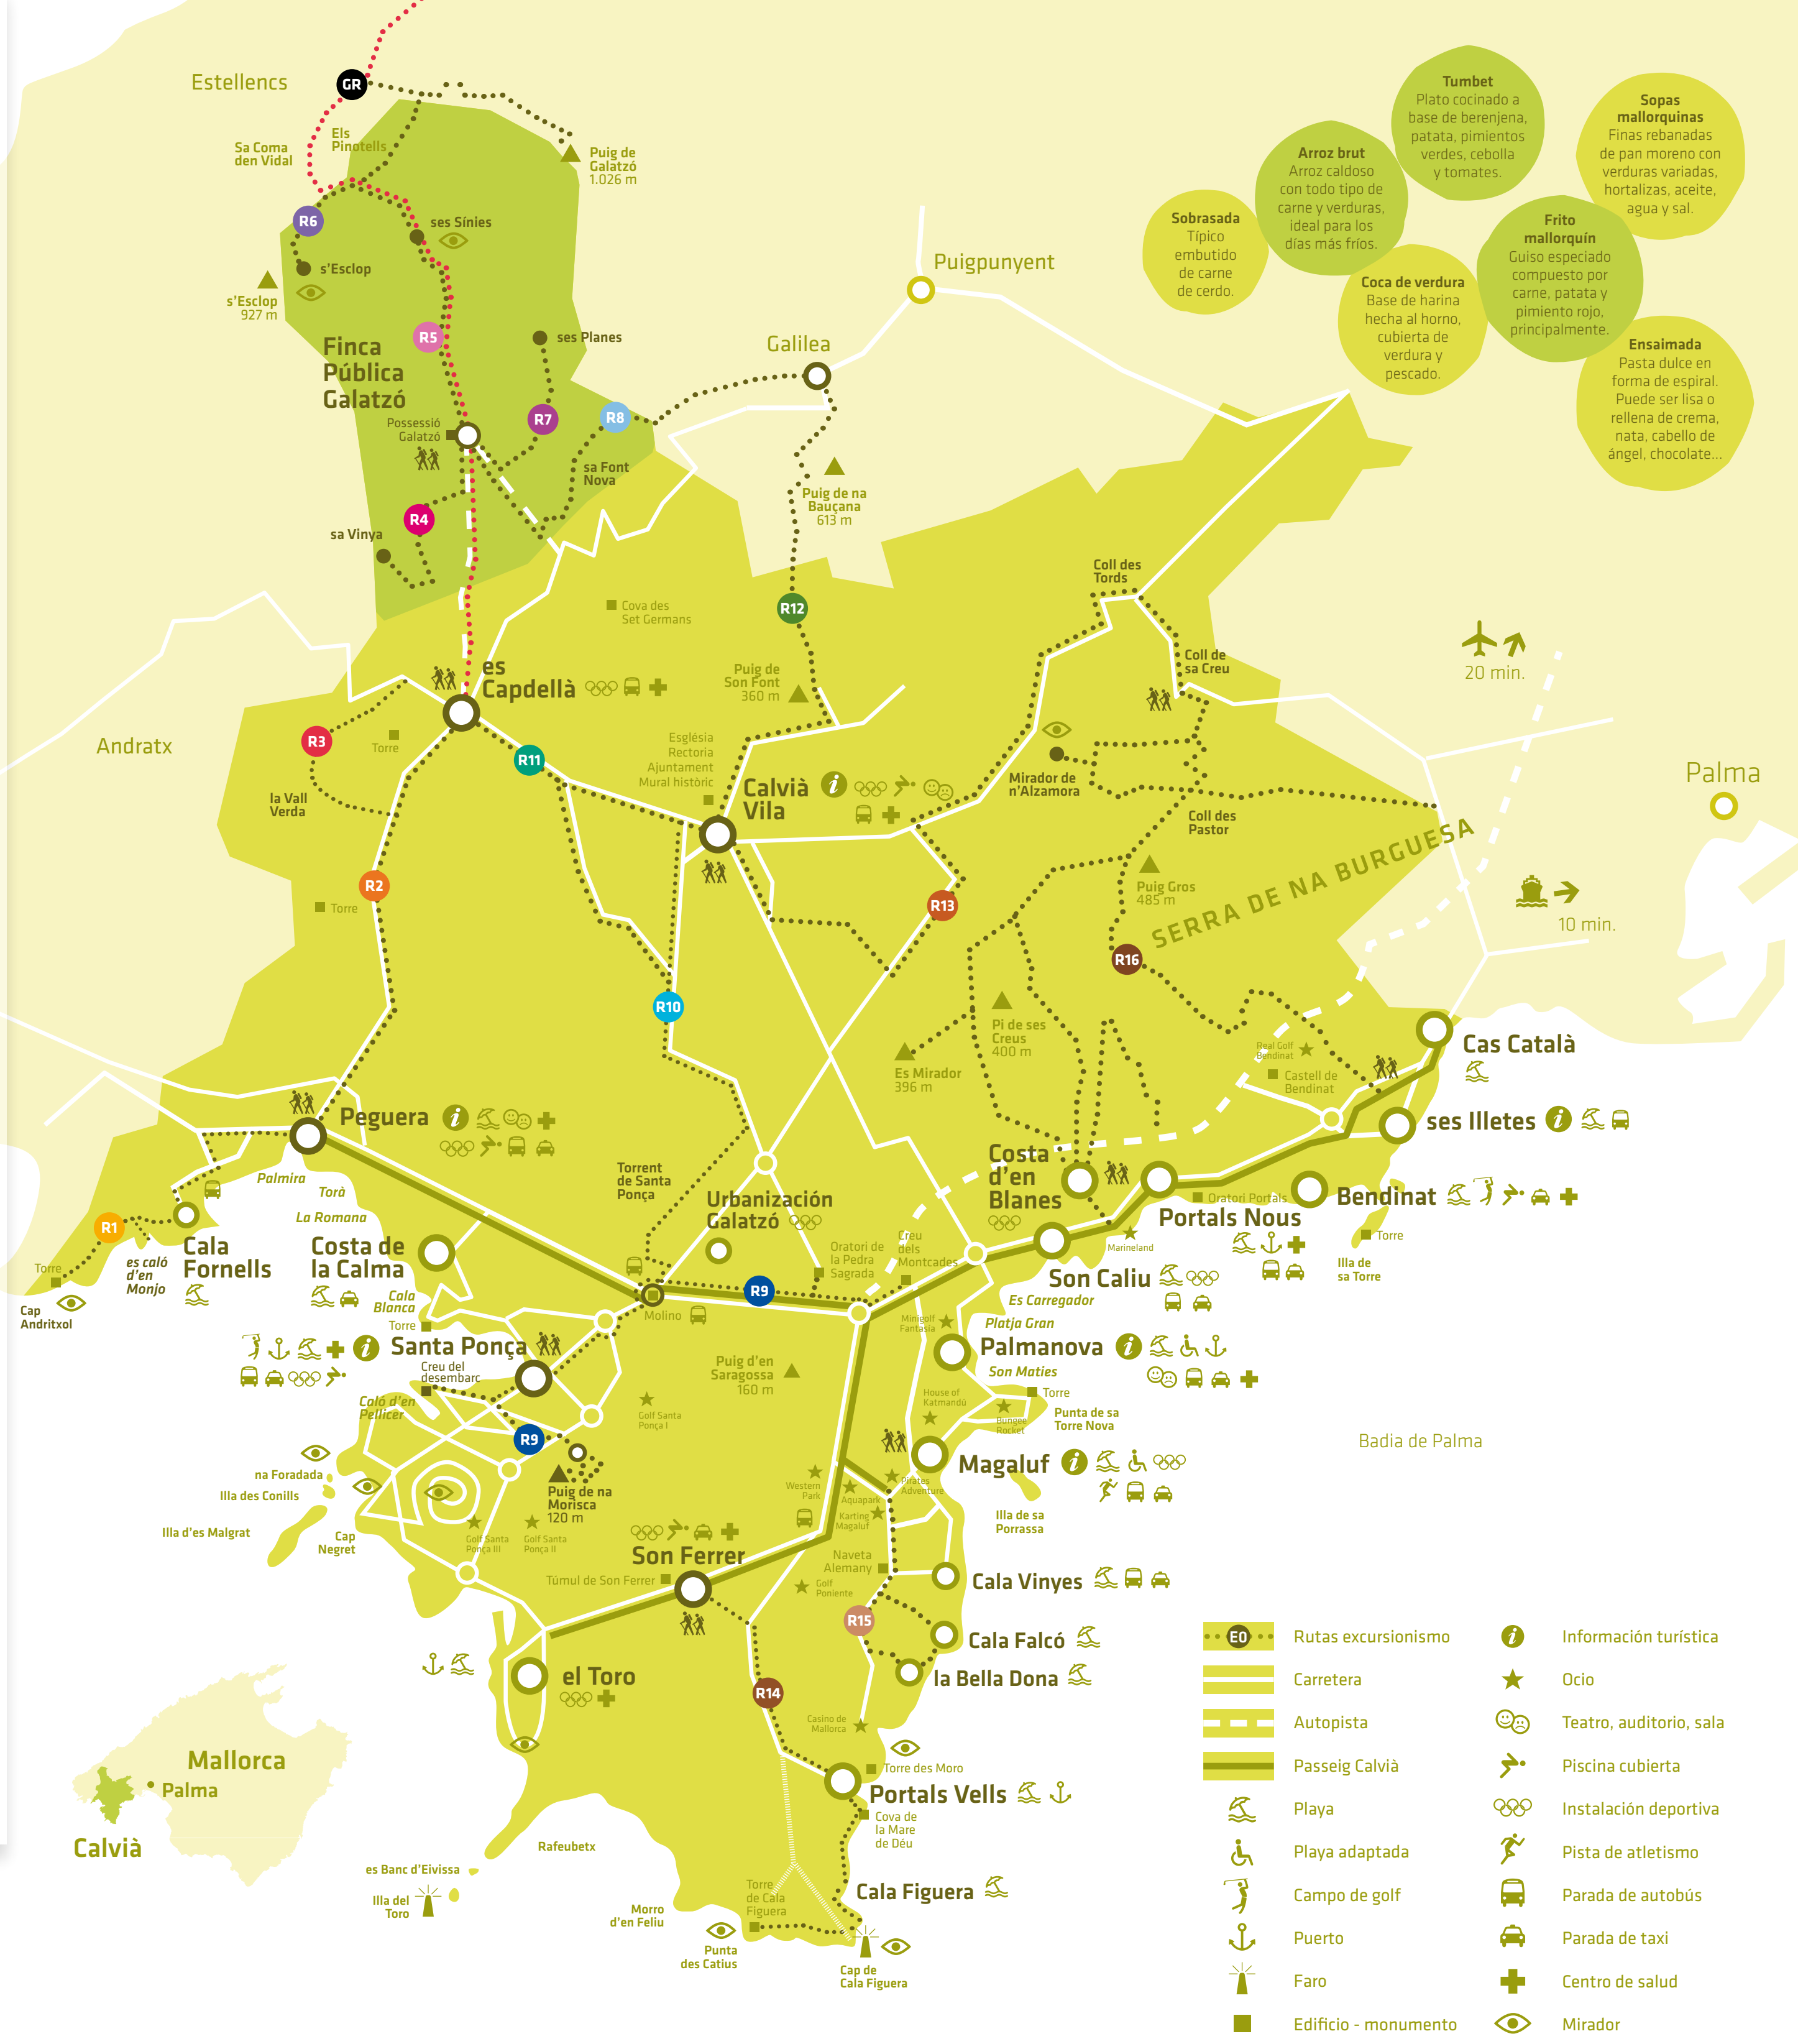 GR
Estellencs
Els
Pinotells
Sa Coma
den Vidal
Puig de
Galatzó
1.026 m
R6
ses Sínies
s'Esclop
s'Esclop
927 m
R5
Finca
Pública
Galatzó
ses Planes
R7
R8
Possessió
Galatzó
sa Font
Nova
R4
sa Vinya
Galilea
Puigpunyent
Puig de na
Bauçana
613 m
Sobrasada
Típico
embutido
de carne
de cerdo.
Arroz brut
Arroz caldoso
con todo tipo de
carne y verduras,
ideal para los
días más fríos.
Tumbet
Plato cocinado a
base de berenjena,
patata, pimientos
verdes, cebolla
y tomates.
Sopas
mallorquinas
Finas rebanadas
de pan moreno con
verduras variadas,
hortalizas, aceite,
agua y sal.
Coca de verdura
Base de harina
hecha al horno,
cubierta de
verdura y
pescado.
Frito
mallorquín
Guiso especiado
compuesto por
carne, patata y
pimiento rojo,
principalmente.
Ensaimada
Pasta dulce en
forma de espiral.
Puede ser lisa o
rellena de crema,
nata, cabello de
ángel, chocolate...
Cova des
Set Germans
R12
Coll des
Tords
Coll de
sa Creu
20 min.
es
Capdellà
Puig de
Son Font
360 m
Andratx
R3
Torre
R11
la Vall
Verda
Església
Rectoria
Ajuntament
Mural històric
Calvià
Vila
i
Mirador de
n'Alzamora
Coll des
Pastor
Palma
SERRA DE NA BURGUESA
Puig Gros
485 m
10 min.
R2
Torre
R13
R16
R10
Pi de ses
Creus
400 m
Es Mirador
396 m
Real Golf
Bendinat
Castell de
Bendinat
Cas Català
ses Illetes
i
Peguera
i
Palmira
Torà
La Romana
Torrent
de Santa
Ponça
Urbanización
Galatzó
Costa
d'en
Blanes
Oratori Portals
Bendinat
Portals Nous
Marineland
Torre
Illa de
sa Torre
R1
Torre
Cap
Andritxol
es caló
d'en
Monjo
Cala
Fornells
Costa de
la Calma
Cala
Blanca
Torre
Oratori de
la Pedra
Sagrada
Creu
dels
Montcades
Son Caliu
Es Carregador
R9
Molino
Minigolf
Fantasia
Platja Gran
Palmanova
i
Son Maties
i
Santa Ponça
Creu del
desembarc
Caló d'en
Pellicer
Puig d'en
Saragossa
160 m
Golf Santa
Ponça I
House of
Katmandú
Torre
Bungee
Rocket
Punta de sa
Torre Nova
Badia de Palma
R9
na Foradada
Illa des Conills
Illa d'es Malgrat
Cap
Negret
Puig de na
Morisca
120 m
Golf Santa
Ponça III
Golf Santa
Ponça II
Western
Park
Aquapark
Pirates
Adventure
Karting
Magaluf
Magaluf
i
Illa de sa
Porrassa
Son Ferrer
Túmul de Son Ferrer
Naveta
Alemany
Golf
Poniente
Cala Vinyes
R15
Cala Falcó
la Bella Dona
el Toro
R14
Casino de
Mallorca
Torre des Moro
Portals Vells
Cova de
la Mare
de Déu
Rafeubetx
es Banc d'Eivissa
Illa del
Toro
Morro
d'en Feliu
Torre
de Cala
Figuera
Cala Figuera
Punta
des Catius
Cap de
Cala Figuera
Mallorca
Palma
Calvià
E0
Rutas excursionismo
Carretera
Autopista
Passeig Calvià
Playa
Playa adaptada
Campo de golf
Puerto
Faro
Edificio - monumento
i
Información turística
Ocio
Teatro, auditorio, sala
Piscina cubierta
Instalación deportiva
Pista de atletismo
Parada de autobús
Parada de taxi
Centro de salud
Mirador